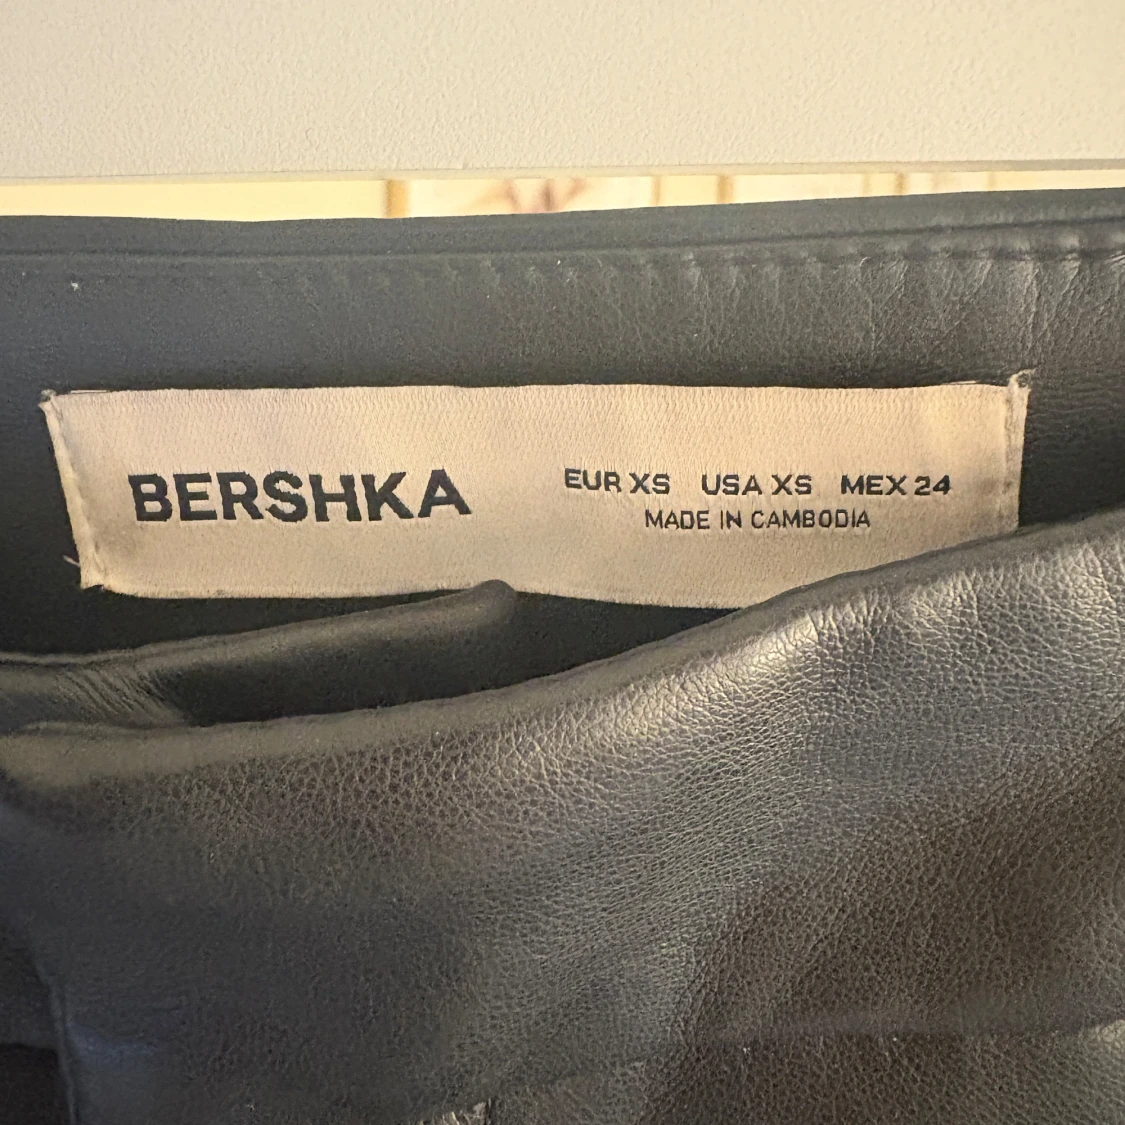 BERSHKA
EUR XS USA XS MEX 24
MADE IN CAMBODIA